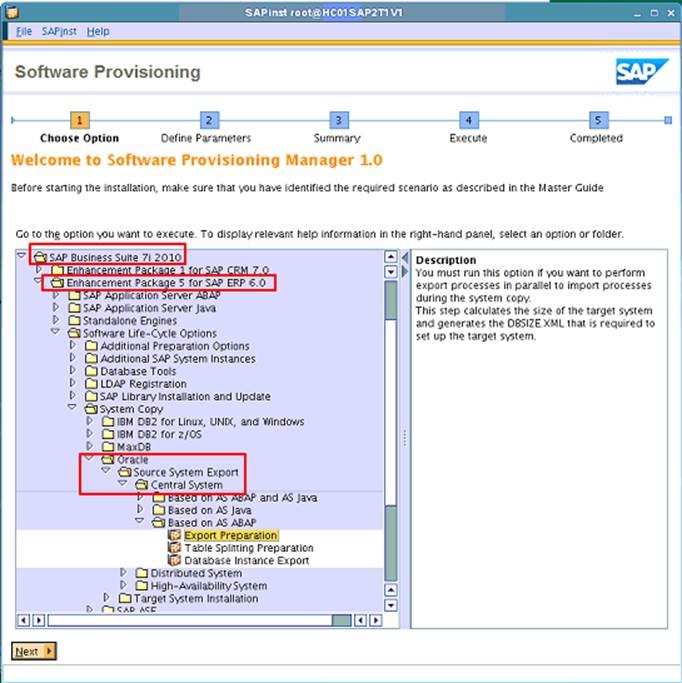 SAPinst root@HC01SAP2T1V1
File SAPinst Help
Software Provisioning
SAP
1 2 3 4 5
Choose Option Define Parameters Summary Execute Completed
Welcome to Software Provisioning Manager 1.0
Before starting the installation, make sure that you have identified the required scenario as described in the Master Guide
Go to the option you want to execute. To display relevant help information in the right-hand panel, select an option or folder.
SAP Business Suite 7i 2010
Enhancement Package 1 for SAP CRM 7.0
Enhancement Package 5 for SAP ERP 6.0
SAP Application Server ABAP
SAP Application Server Java
Standalone Engines
Software Life-Cycle Options
Additional Preparation Options
Additional SAP System Instances
Database Tools
LDAP Registration
SAP Library Installation and Update
System Copy
IBM DB2 for Linux, UNIX, and Windows
IBM DB2 for z/OS
MaxDB
Oracle
Source System Export
Central System
Based on AS ABAP and AS Java
Based on AS Java
Based on AS ABAP
Export Preparation
Table Splitting Preparation
Database Instance Export
Distributed System
High-Availability System
Target System Installation
SAP ASE
Description
You must run this option if you want to perform
export processes in parallel to import processes
during the system copy.
This step calculates the size of the target system
and generates the DBSIZE.XML that is required to
set up the target system.
Next